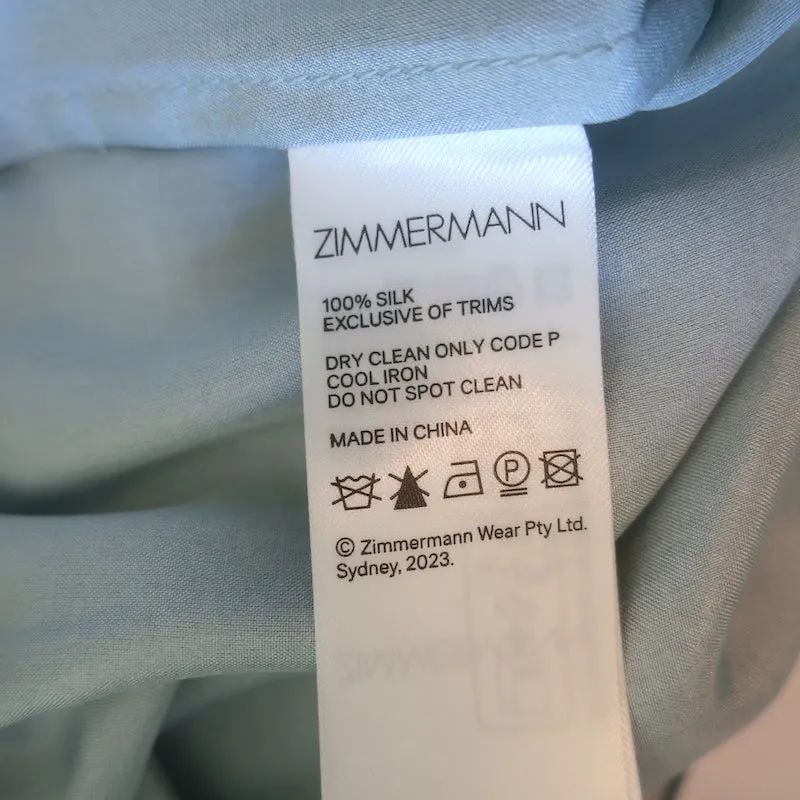 ZIMMERMANN
100% SILK
EXCLUSIVE OF TRIMS
DRY CLEAN ONLY CODE P
COOL IRON
DO NOT SPOT CLEAN
MADE IN CHINA
P
© Zimmermann Wear Pty Ltd.
Sydney, 2023.